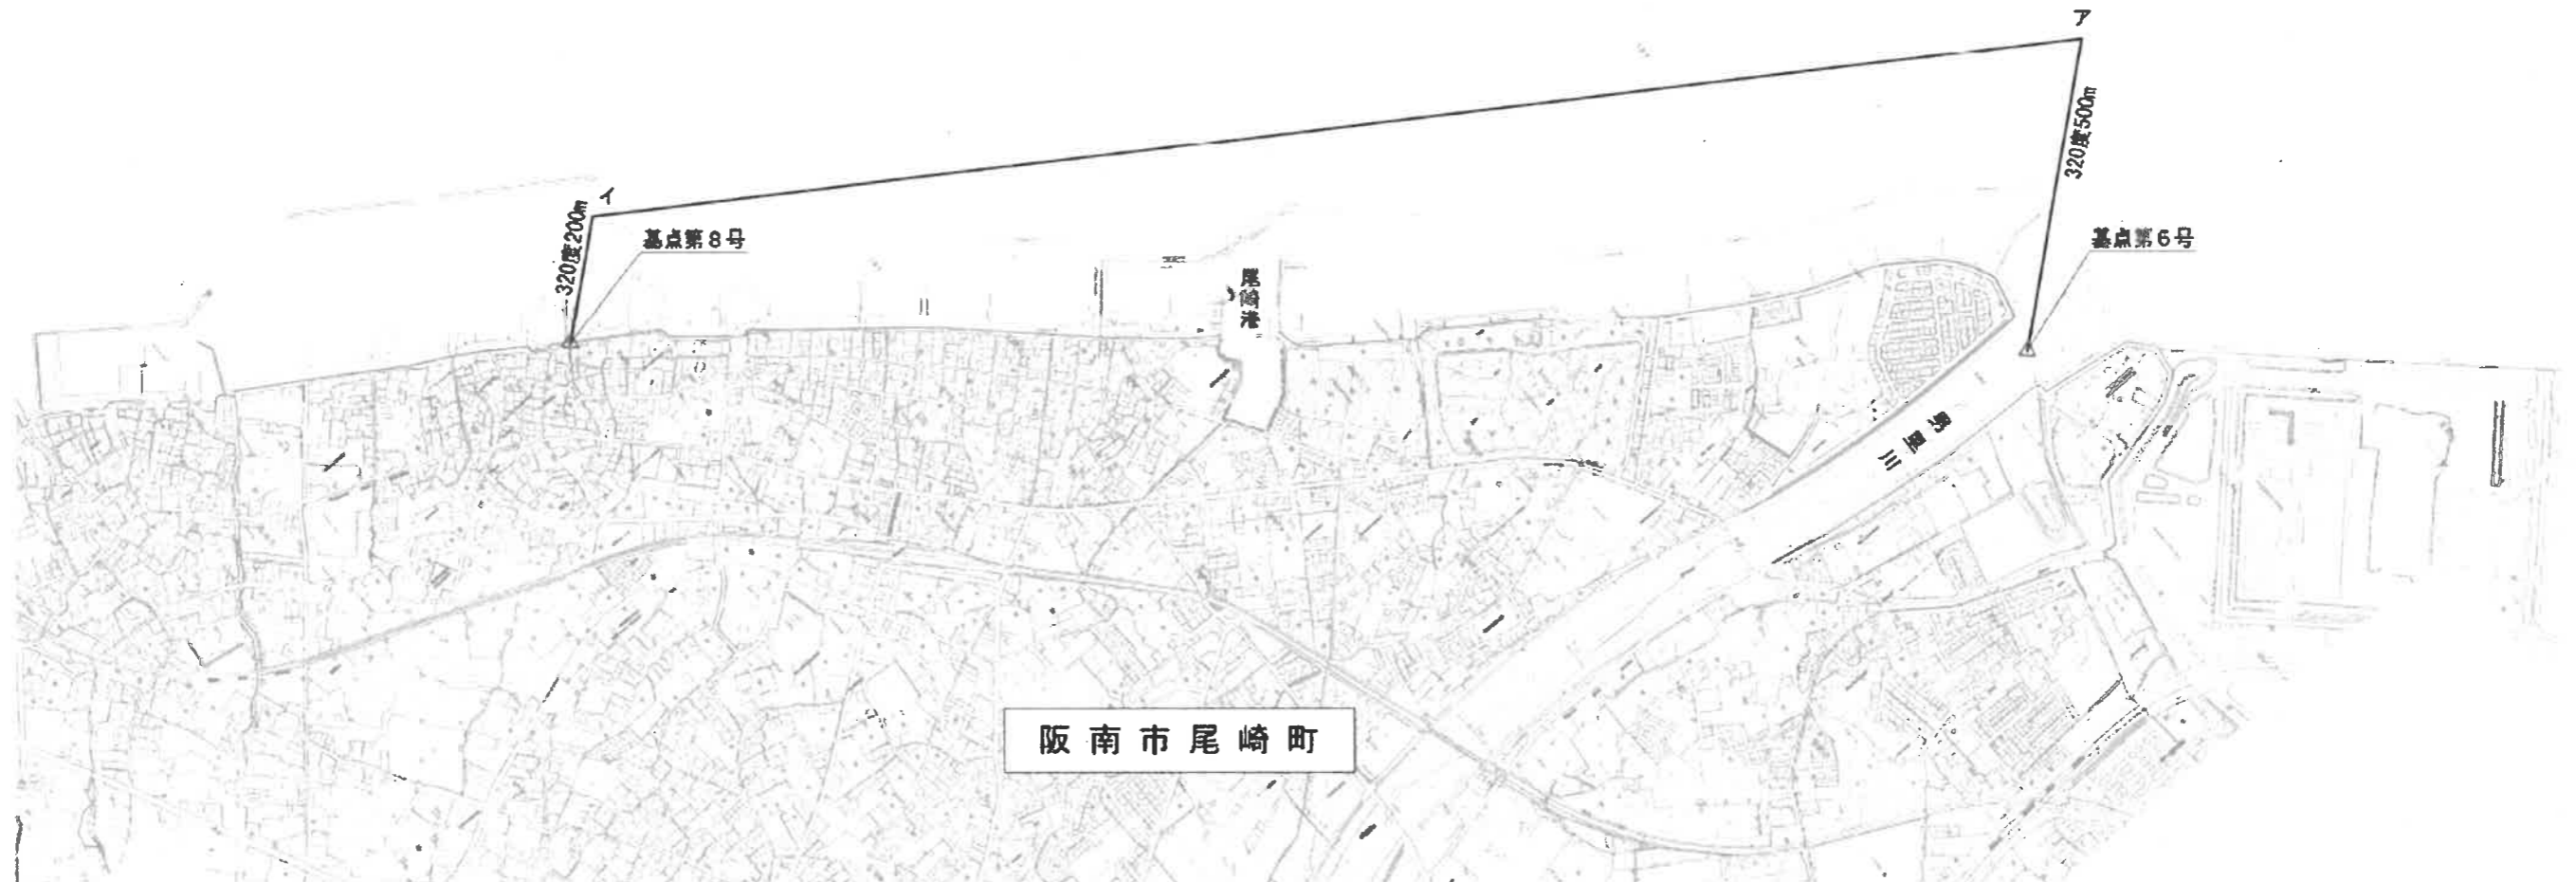 ア
320度500m
イ
320度200m
基点第8号
基点第6号
尾崎港
男里川
阪南市尾崎町